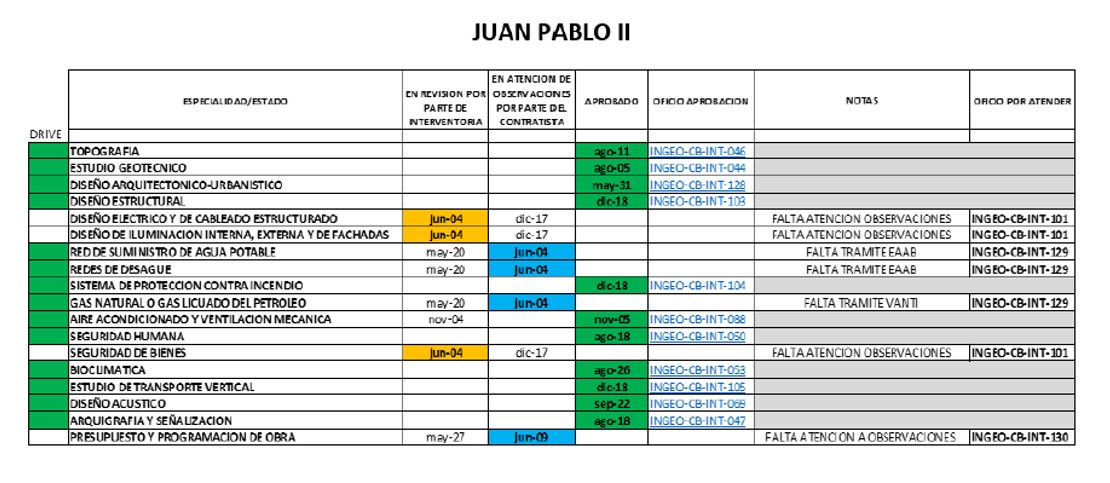 JUAN PABLO II
DRIVE ESPECIALIDAD/ESTADO EN REVISION POR PARTE DE INTERVENTORIA EN ATENCION DE OBSERVACIONES POR PARTE DEL CONTRATISTA APROBADO OFICIO APROBACION NOTAS OFICIO POR ATENDER
TOPOGRAFIA ago-11 INGEO-CB-INT-046
ESTUDIO GEOTECNICO ago-05 INGEO-CB-INT-044
DISEÑO ARQUITECTONICO-URBANISTICO may-31 INGEO-CB-INT-128
DISEÑO ESTRUCTURAL dic-18 INGEO-CB-INT-103
DISEÑO ELECTRICO Y DE CABLEADO ESTRUCTURADO jun-04 dic-17 FALTA ATENCION OBSERVACIONES INGEO-CB-INT-101
DISEÑO DE ILUMINACION INTERNA, EXTERNA Y DE FACHADAS jun-04 dic-17 FALTA ATENCION OBSERVACIONES INGEO-CB-INT-101
RED DE SUMINISTRO DE AGUA POTABLE may-20 jun-04 FALTA TRAMITE EAAB INGEO-CB-INT-129
REDES DE DESAGUE may-20 jun-04 FALTA TRAMITE EAAB INGEO-CB-INT-129
SISTEMA DE PROTECCION CONTRA INCENDIO dic-18 INGEO-CB-INT-104
GAS NATURAL O GAS LICUADO DEL PETROLEO may-20 jun-04 FALTA TRAMITE VANTI INGEO-CB-INT-129
AIRE ACONDICIONADO Y VENTILACION MECANICA nov-04 nov-05 INGEO-CB-INT-088
SEGURIDAD HUMANA ago-18 INGEO-CB-INT-050
SEGURIDAD DE BIENES jun-04 dic-17 FALTA ATENCION OBSERVACIONES INGEO-CB-INT-101
BIOCLIMATICA ago-26 INGEO-CB-INT-053
ESTUDIO DE TRANSPORTE VERTICAL dic-18 INGEO-CB-INT-105
DISEÑO ACUSTICO sep-22 INGEO-CB-INT-069
ARQUIGRAFIA Y SEÑALIZACION ago-18 INGEO-CB-INT-047
PRESUPUESTO Y PROGRAMACION DE OBRA may-27 jun-09 FALTA ATENCION A OBSERVACIONES INGEO-CB-INT-130